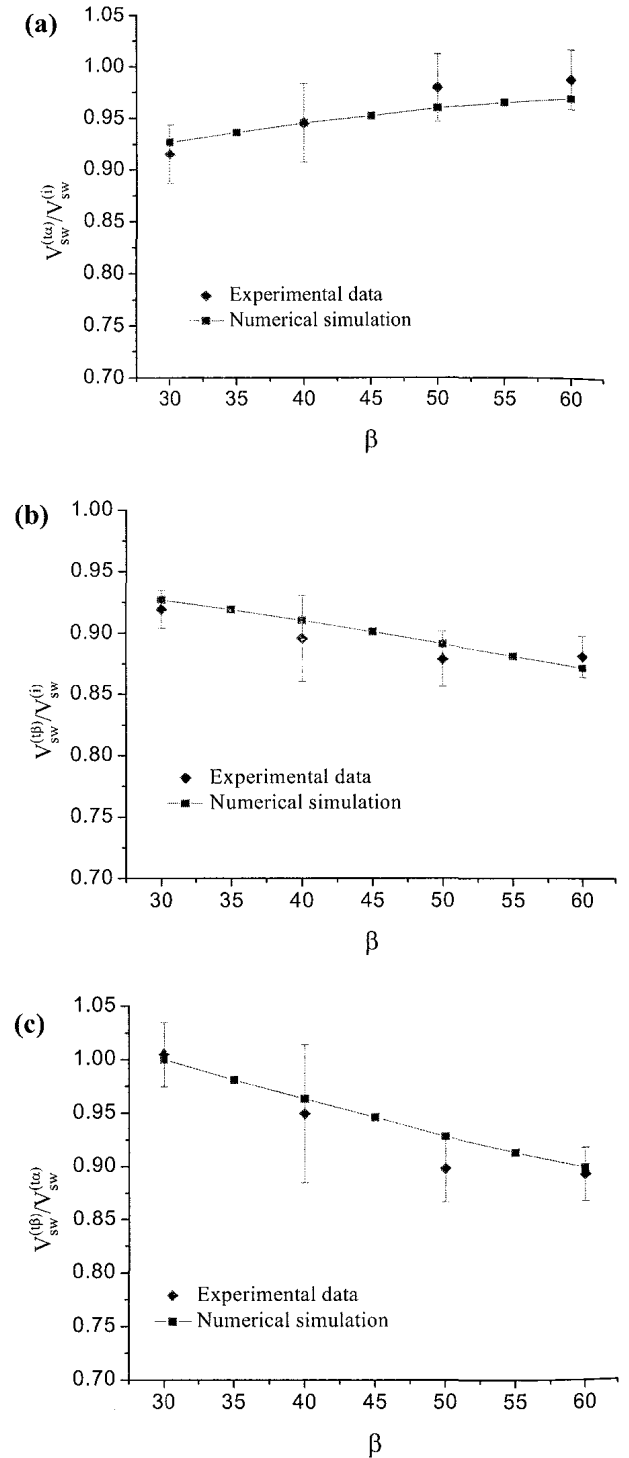 (a)
1.05
1.00
0.95
0.90
0.85
0.80
0.75
0.70
V_sw^(tα)/V_sw^(i)
Experimental data
Numerical simulation
30 35 40 45 50 55 60
β
(b)
1.00
0.95
0.90
0.85
0.80
0.75
0.70
V_sw^(tβ)/V_sw^(i)
Experimental data
Numerical simulation
30 35 40 45 50 55 60
β
(c)
1.05
1.00
0.95
0.90
0.85
0.80
0.75
0.70
V_sw^(tβ)/V_sw^(tα)
Experimental data
Numerical simulation
30 35 40 45 50 55 60
β